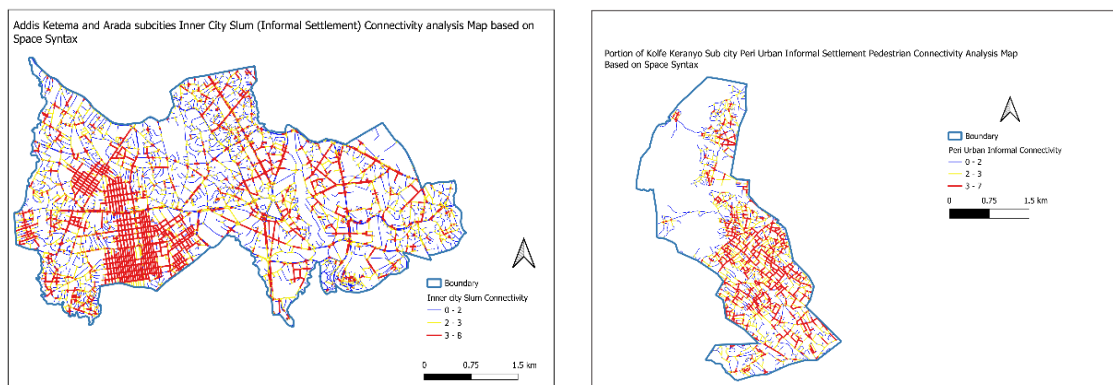 Addis Ketema and Arada subcities Inner City Slum (Informal Settlement) Connectivity analysis Map based on
Space Syntax
Boundary
Inner city Slum Connectivity
0 - 2
2 - 3
3 - 8
0 0.75 1.5 km
Portion of Kolfe Keranyo Sub city Peri Urban Informal Settlement Pedestrian Connectivity Analysis Map
Based on Space Syntax
Boundary
Peri Urban Informal Connectivity
0 - 2
2 - 3
3 - 7
0 0.75 1.5 km